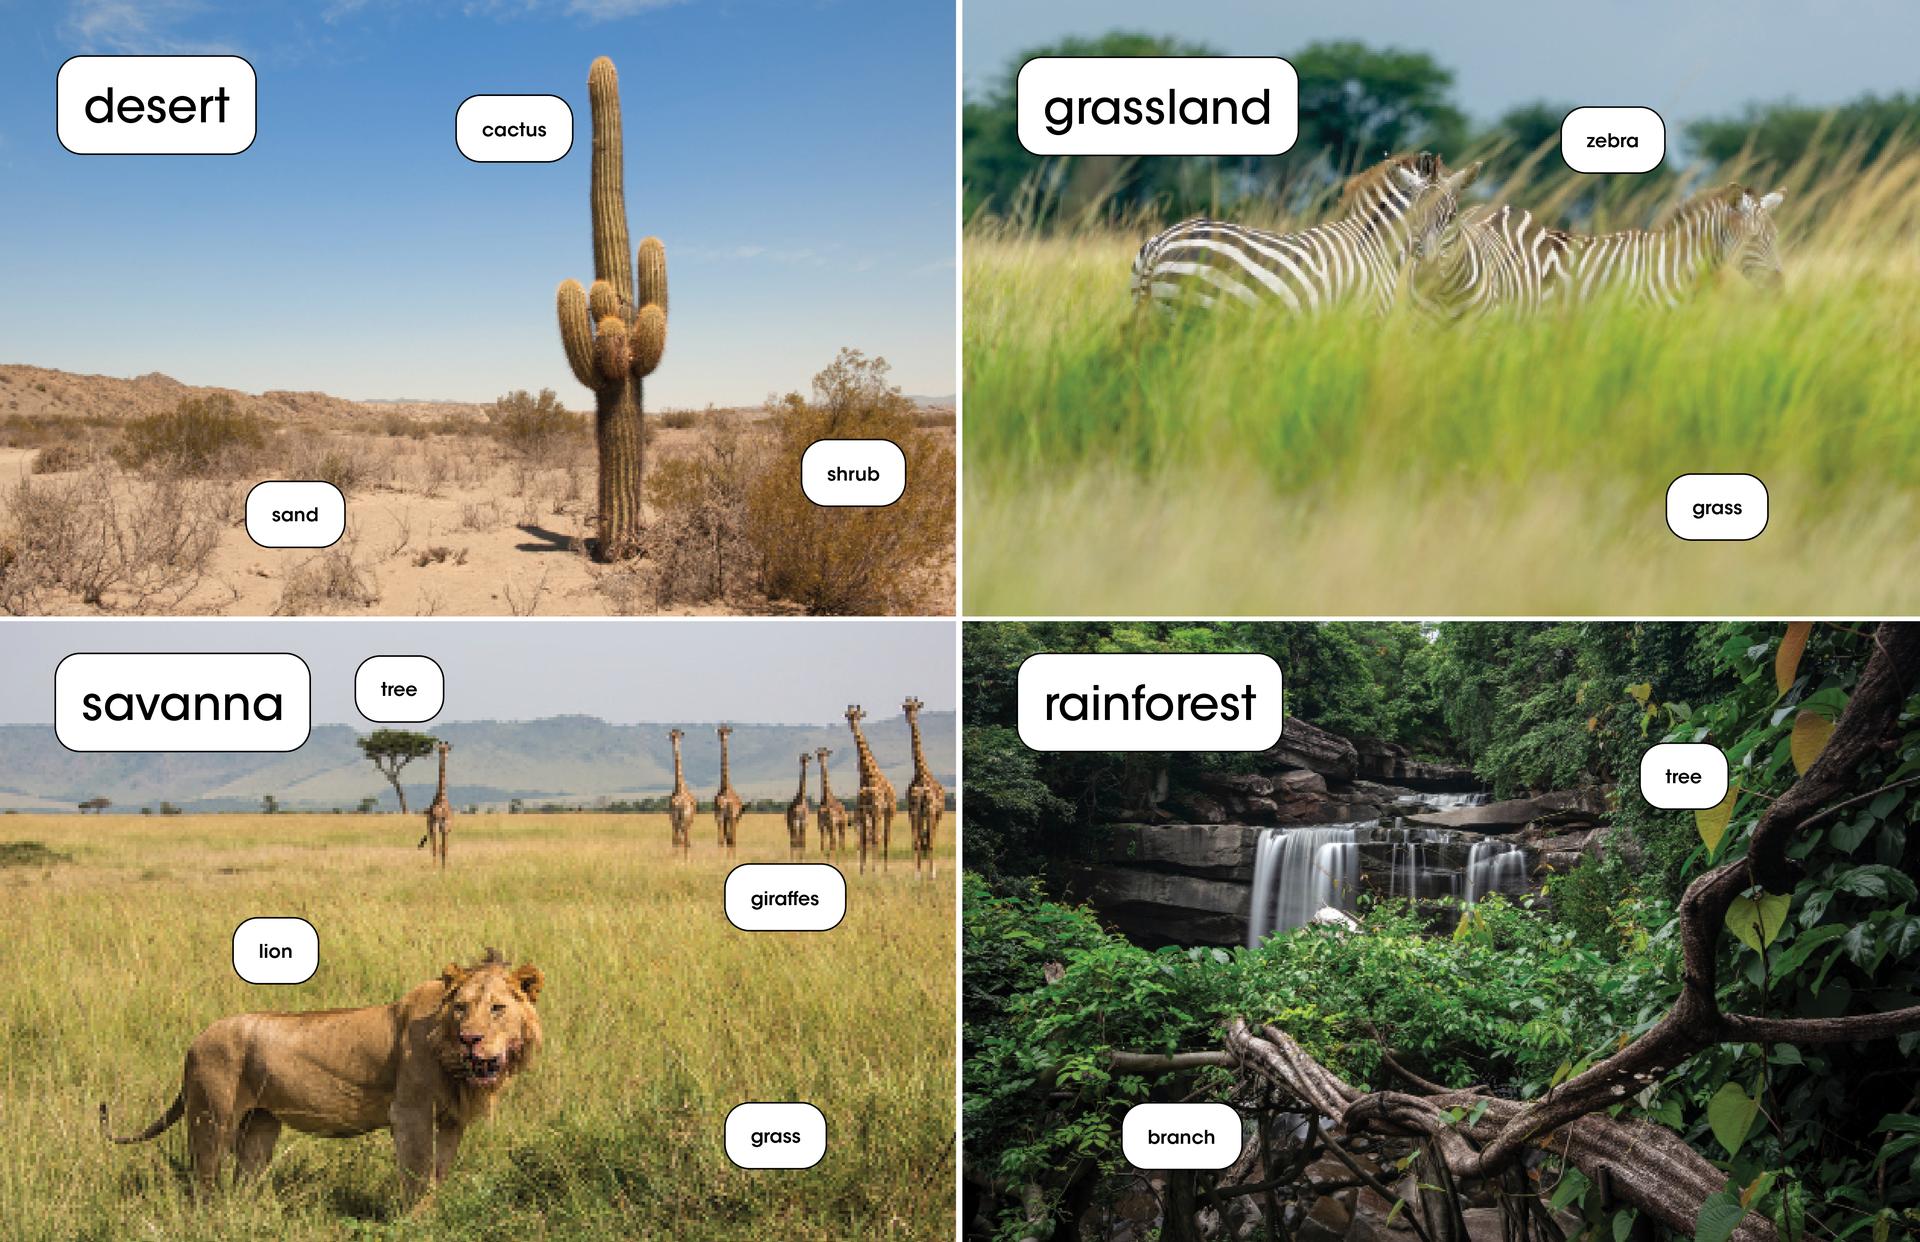 desert
cactus
sand
shrub
grassland
zebra
grass
savanna
tree
giraffes
lion
grass
rainforest
tree
branch